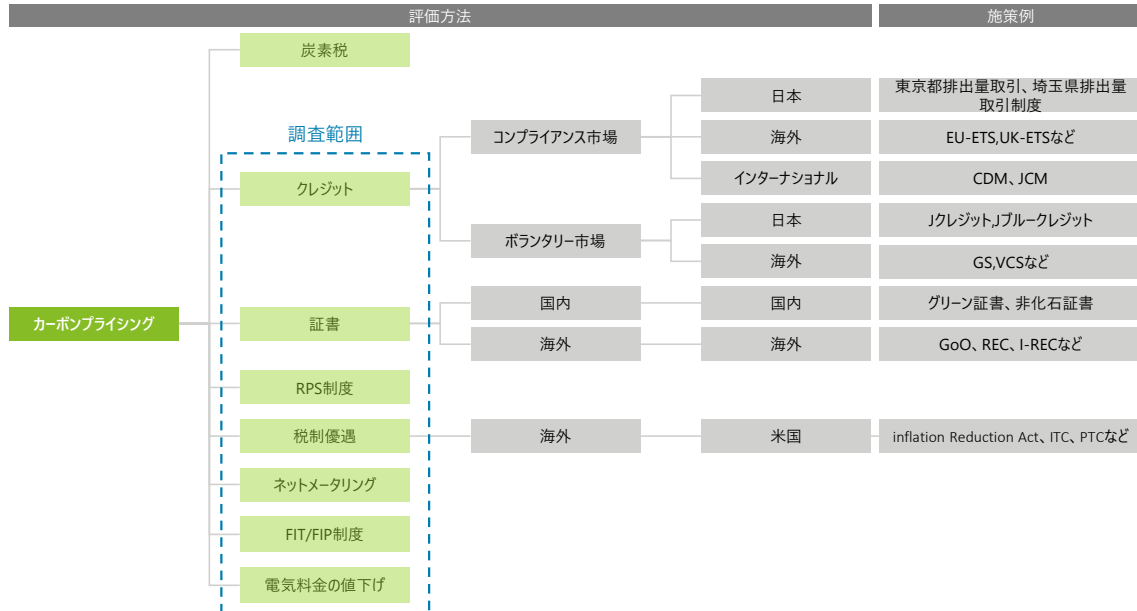 評価方法
施策例
炭素税
調査範囲
クレジット
コンプライアンス市場
日本
東京都排出量取引、埼玉県排出量
取引制度
海外
EU-ETS,UK-ETSなど
インターナショナル
CDM、JCM
ボランタリー市場
日本
Jクレジット,Jブルークレジット
海外
GS,VCSなど
カーボンプライシング
証書
国内
国内
グリーン証書、非化石証書
海外
海外
GoO、REC、I-RECなど
RPS制度
税制優遇
海外
米国
inflation Reduction Act、ITC、PTCなど
ネットメータリング
FIT/FIP制度
電気料金の値下げ